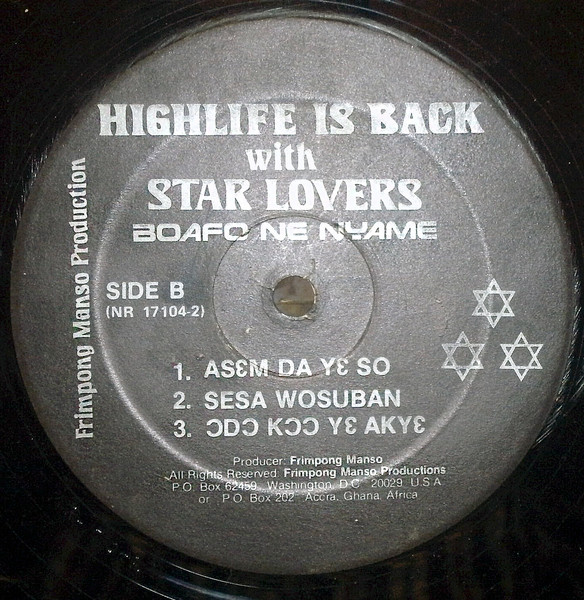 HIGHLIFE IS BACK
with
STAR LOVERS
BOAFO NE NYAME
Frimpong Manso Production
SIDE B
(NR 17104-2)
1. ASƐM DA YƐ SO
2. SESA WOSUBAN
3. ƆDƆ KƆƆ YƐ AKYƐ
Producer: Frimpong Manso
All Rights Reserved: Frimpong Manso Productions
P.O. Box 62459, Washington, D.C. 20029 U.S.A
or P.O. Box 202 Accra, Ghana, Africa